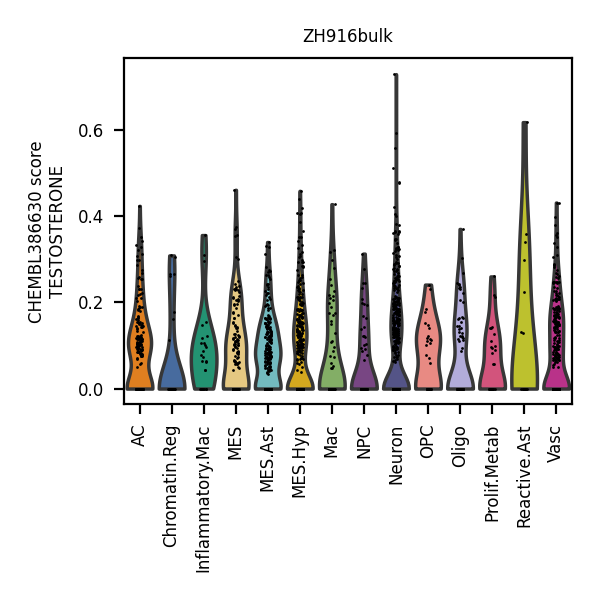 ZH916bulk
CHEMBL386630 score
TESTOSTERONE
0.6
0.4
0.2
0.0
AC
Chromatin.Reg
Inflammatory.Mac
MES
MES.Ast
MES.Hyp
Mac
NPC
Neuron
OPC
Oligo
Prolif.Metab
Reactive.Ast
Vasc